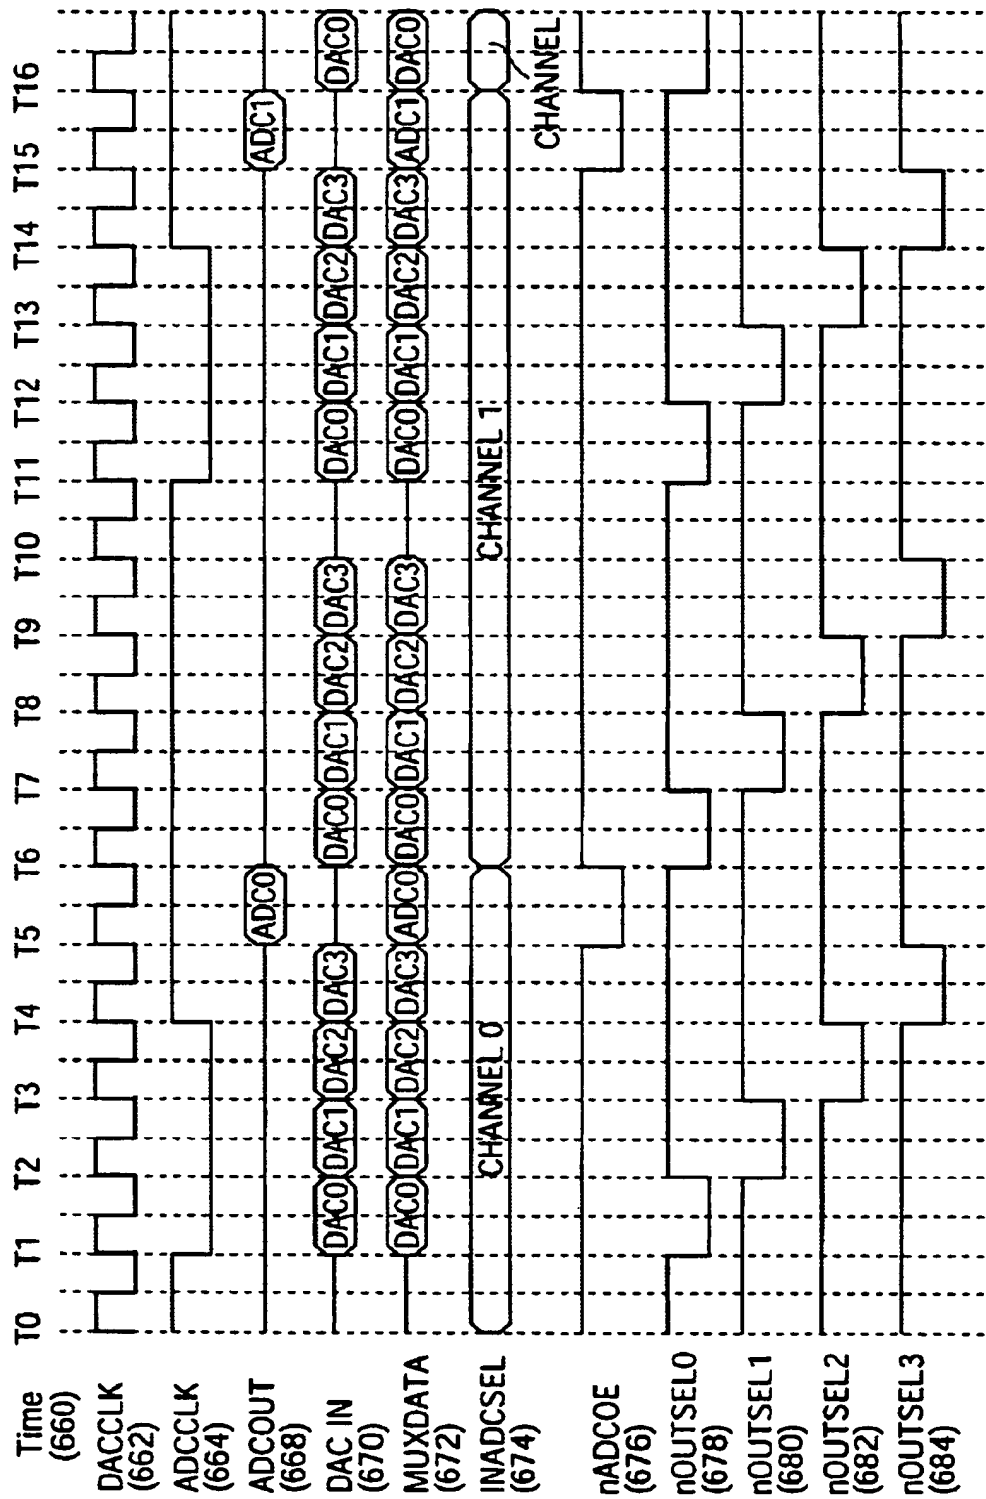 Time
(660)
T0 T1 T2 T3 T4 T5 T6 T7 T8 T9 T10 T11 T12 T13 T14 T15 T16
DACCLK
(662)
ADCCLK
(664)
ADCOUT
(668)
ADC0 ADC1
DAC IN
(670)
DAC0 DAC1 DAC2 DAC3 DAC0 DAC1 DAC2 DAC3 DAC0 DAC1 DAC2 DAC3 DAC0
MUXDATA
(672)
DAC0 DAC1 DAC2 DAC3 ADC0 DAC0 DAC1 DAC2 DAC3 DAC0 DAC1 DAC2 DAC3 ADC1 DAC0
INADCSEL
(674)
CHANNEL 0 CHANNEL 1
CHANNEL
nADCOE
(676)
nOUTSEL0
(678)
nOUTSEL1
(680)
nOUTSEL2
(682)
nOUTSEL3
(684)